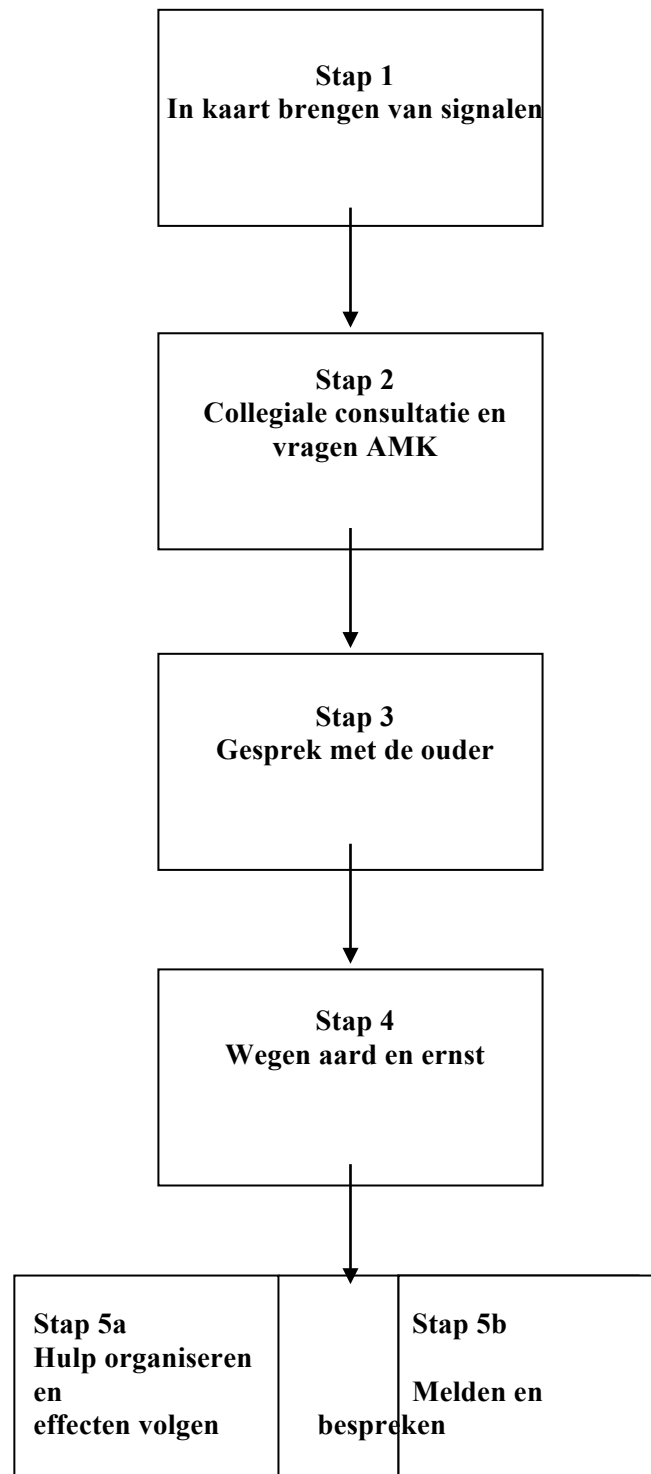 Stap 1
In kaart brengen van signalen
Stap 2
Collegiale consultatie en
vragen AMK
Stap 3
Gesprek met de ouder
Stap 4
Wegen aard en ernst
Stap 5a
Hulp organiseren
en
effecten volgen
Stap 5b
Melden en
bespreken